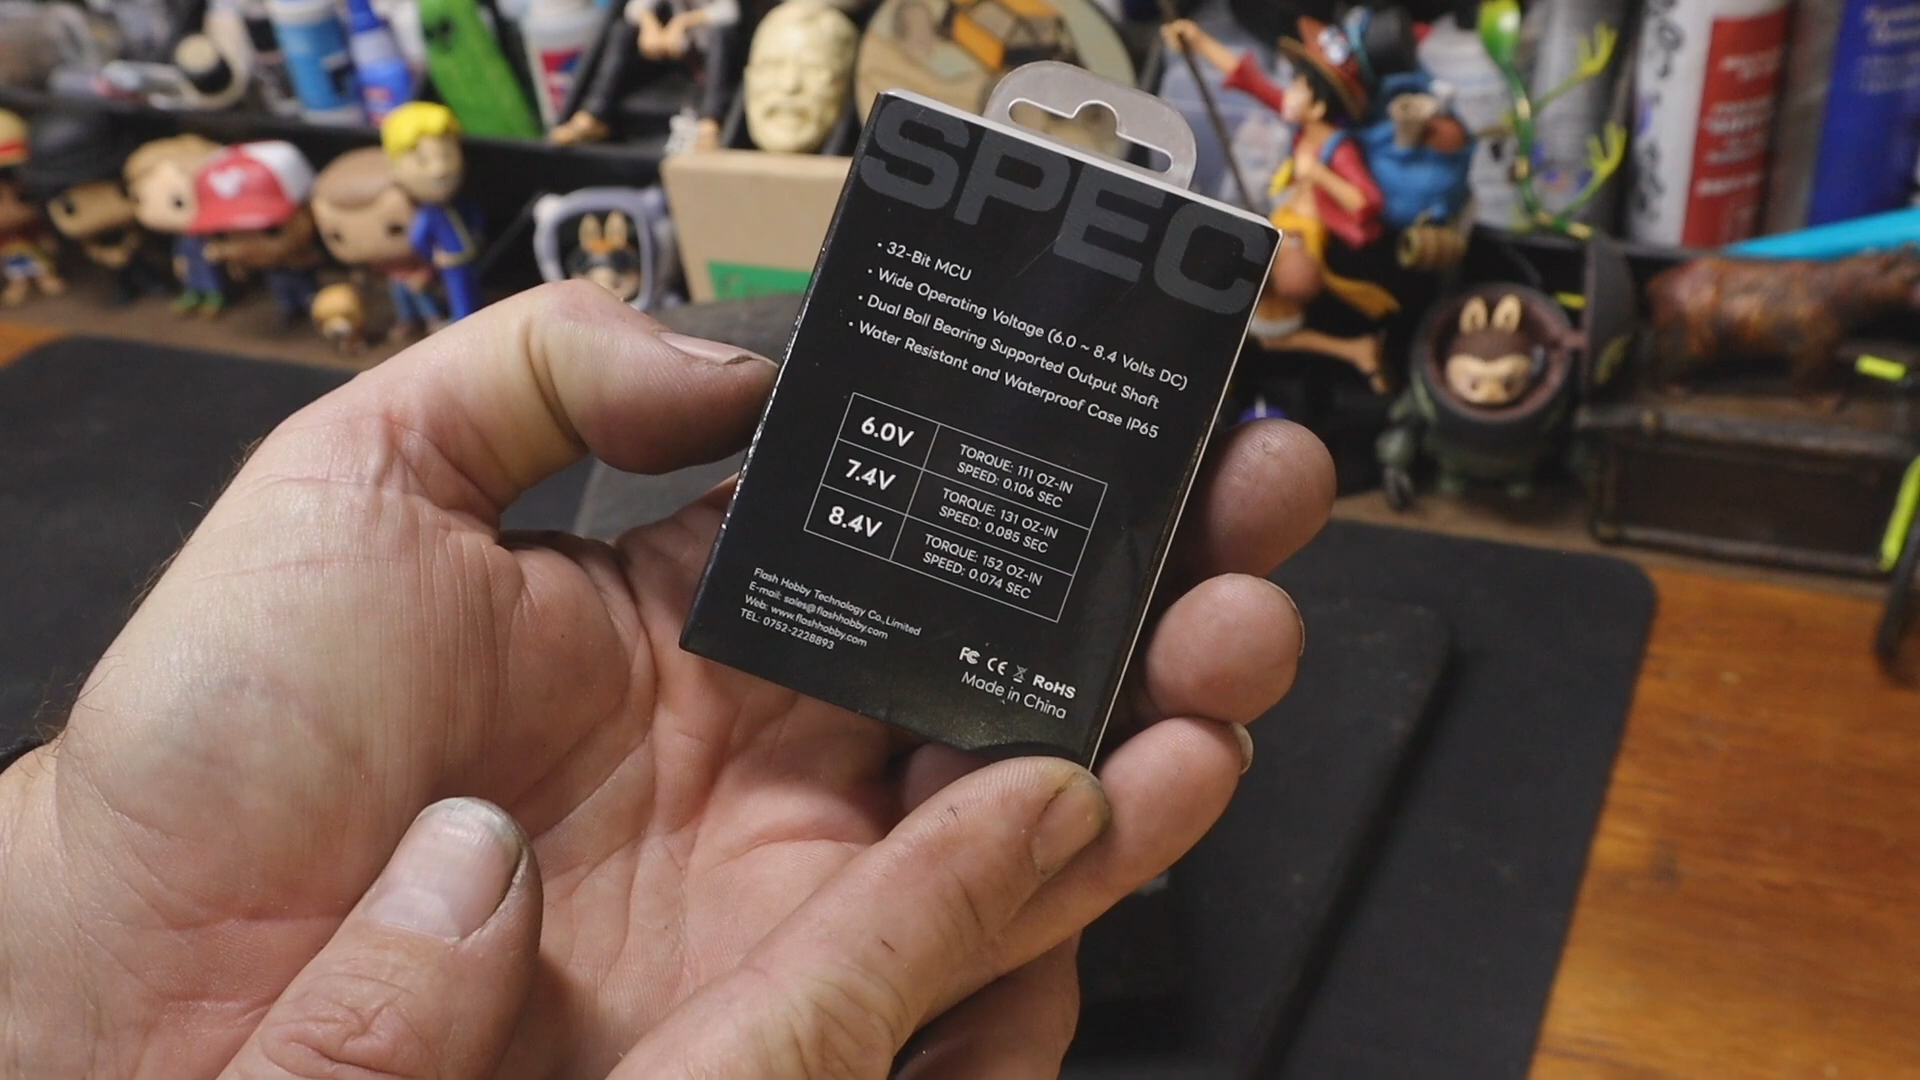 SPEC
• 32-Bit MCU
• Wide Operating Voltage (6.0 ~ 8.4 Volts DC)
• Dual Ball Bearing Supported Output Shaft
• Water Resistant and Waterproof Case IP65
6.0V
TORQUE: 111 OZ-IN
SPEED: 0.106 SEC
7.4V
TORQUE: 131 OZ-IN
SPEED: 0.085 SEC
8.4V
TORQUE: 152 OZ-IN
SPEED: 0.074 SEC
Flash Hobby Technology Co.,Limited
E-mail: sales@flashhobby.com
Web: www.flashhobby.com
TEL: 0752-2228893
FC CE RoHS
Made in China